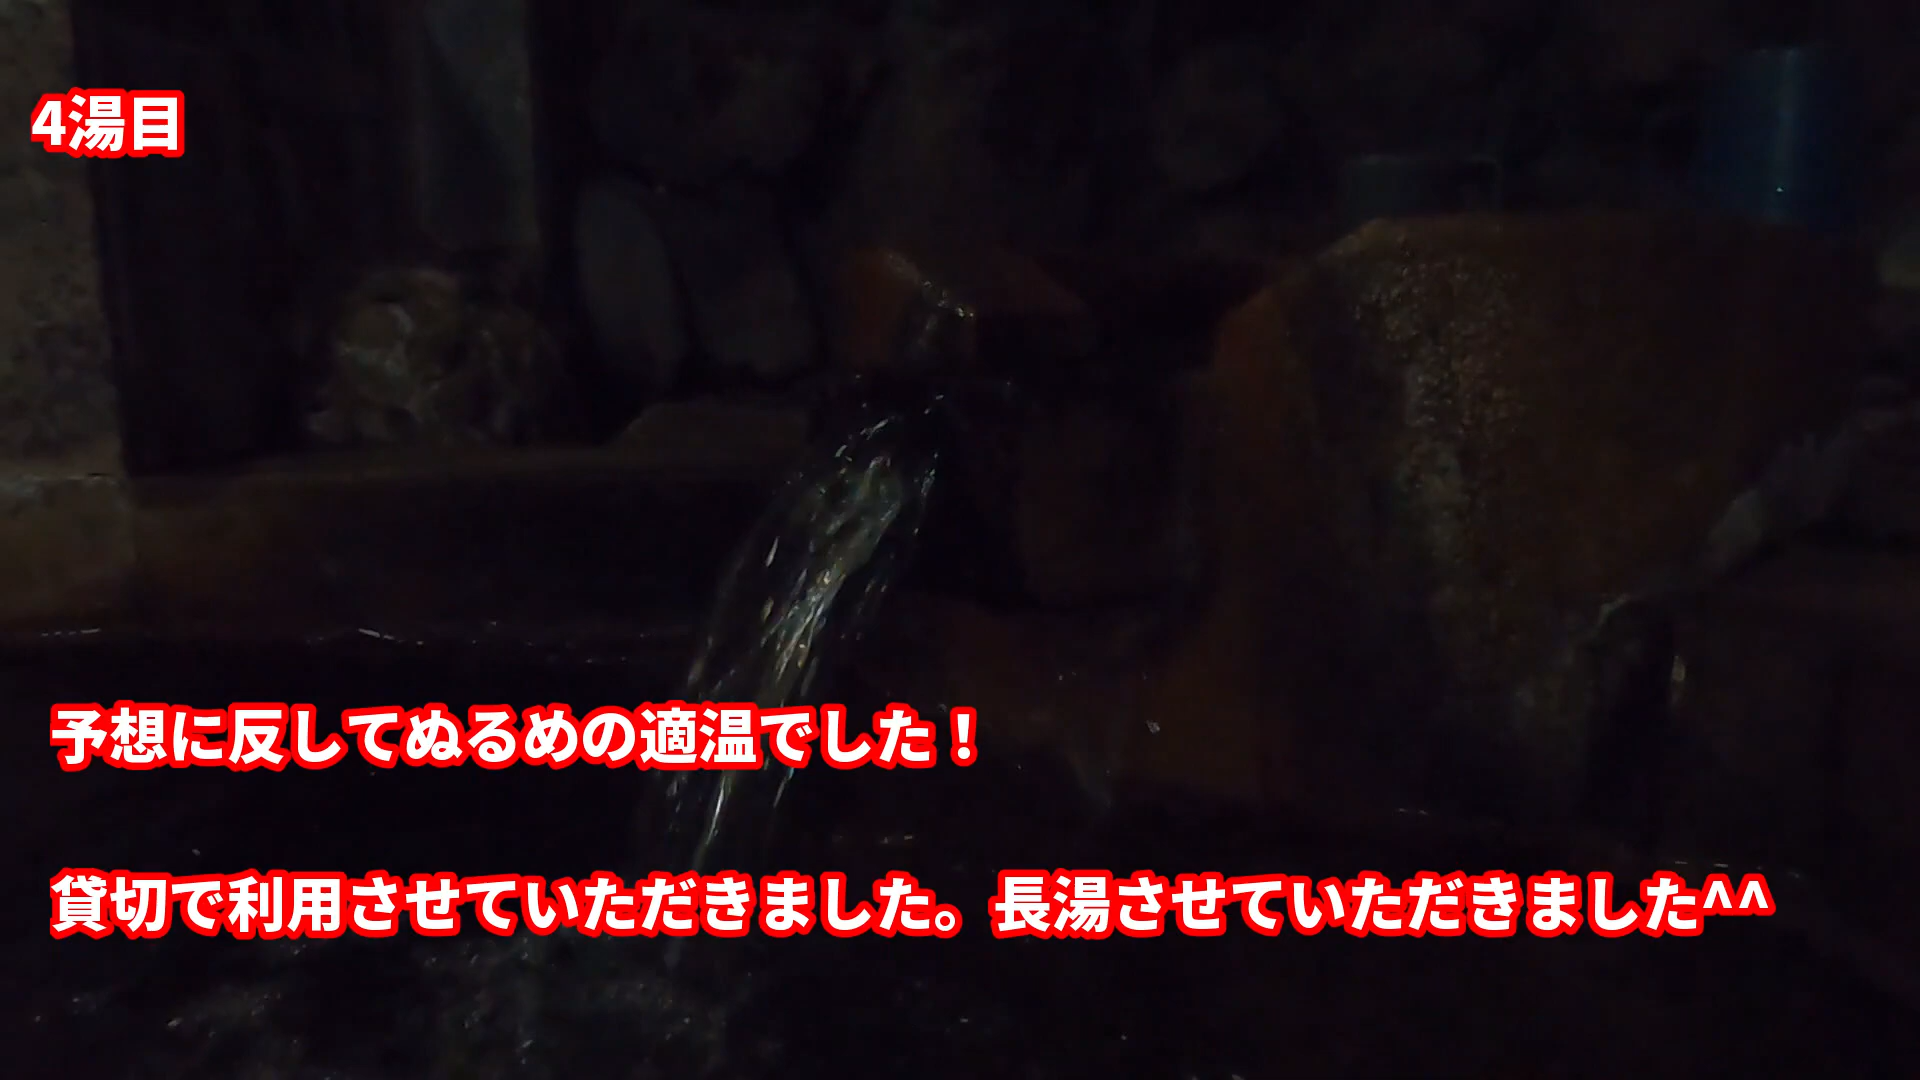 4湯目
予想に反してぬるめの適温でした！
貸切で利用させていただきました。長湯させていただきました^^